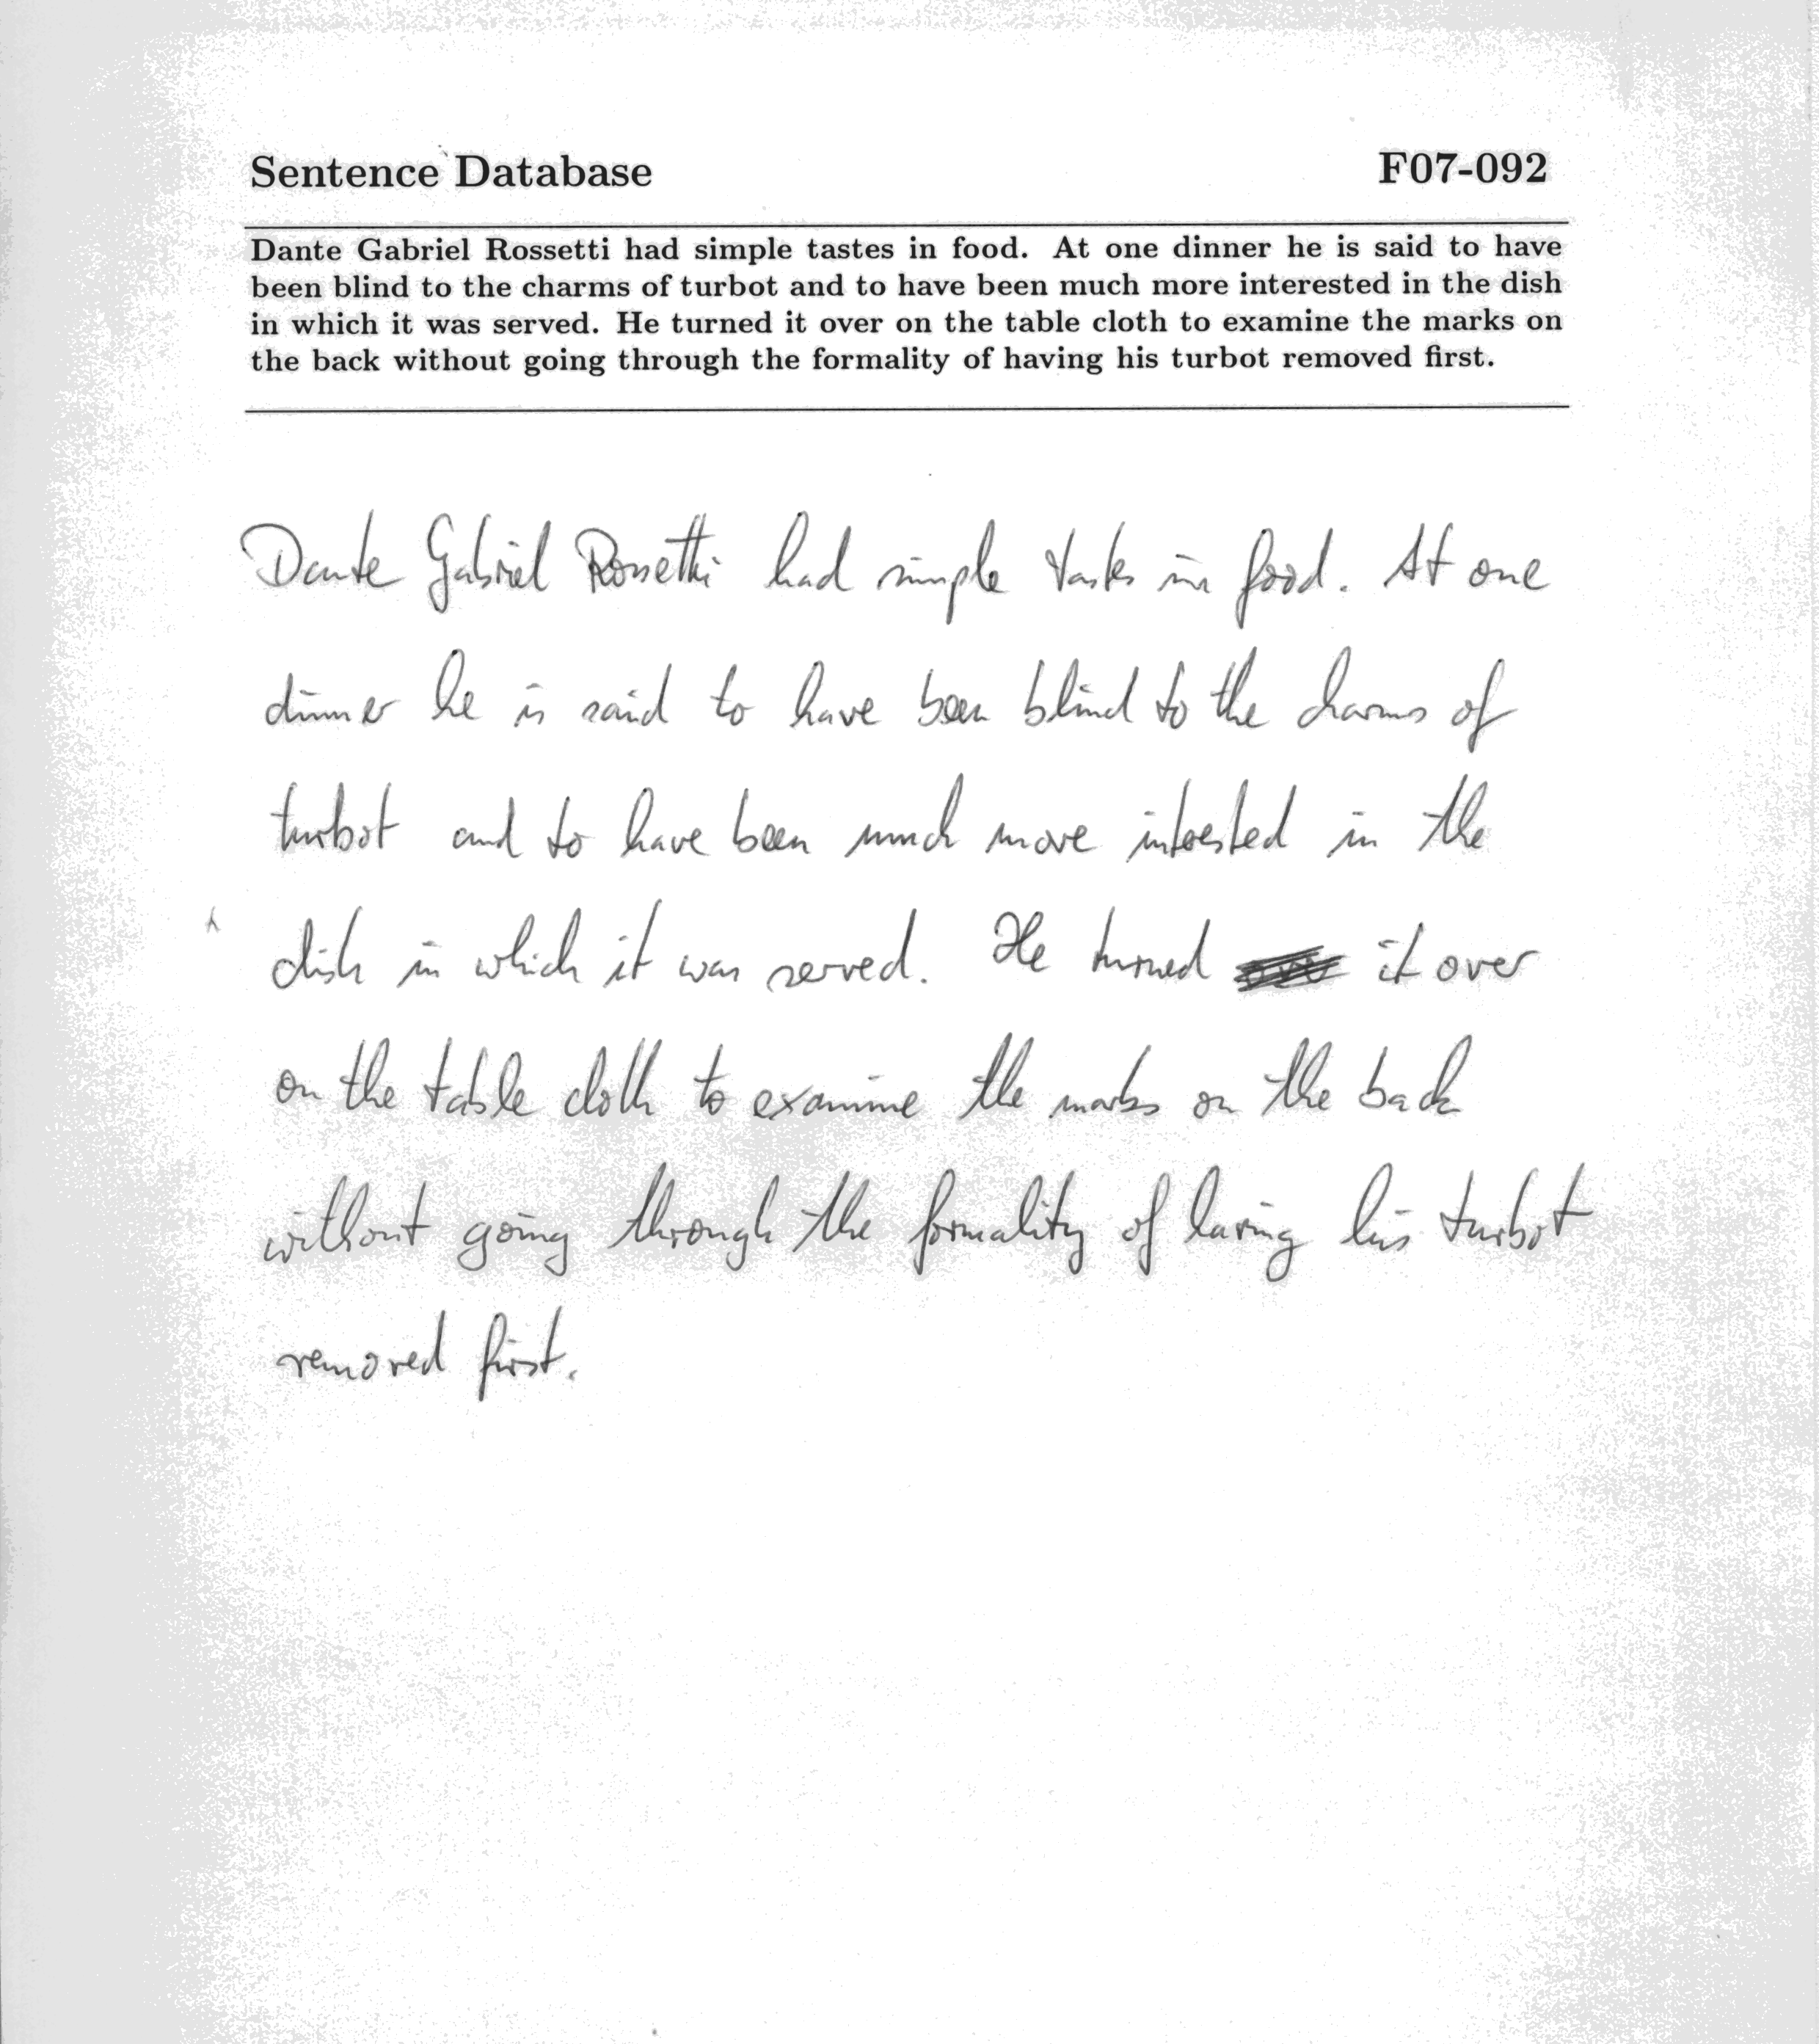 Sentence Database F07-092
Dante Gabriel Rossetti had simple tastes in food. At one dinner he is said to have
been blind to the charms of turbot and to have been much more interested in the dish
in which it was served. He turned it over on the table cloth to examine the marks on
the back without going through the formality of having his turbot removed first.
Dante Gabriel Rossetti had simple tastes in food. At one
dinner he is said to have been blind to the charms of
turbot and to have been much more interested in the
dish in which it was served. He turned it over
on the table cloth to examine the marks on the back
without going through the formality of having his turbot
removed first.